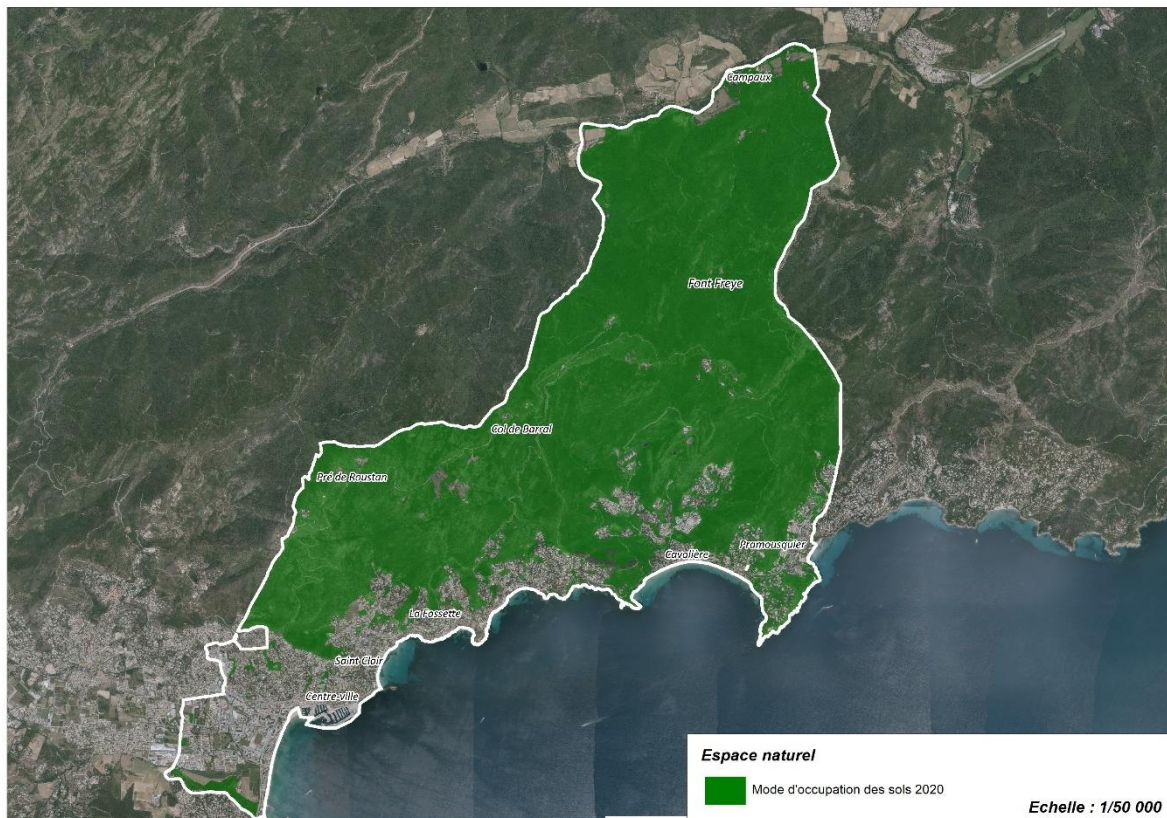 Campaux
Font Freye
Col de Barral
Pré de Roustan
Cavalière
Pramousquier
La Fossette
Saint Clair
Centre-ville
Espace naturel
Mode d'occupation des sols 2020
Echelle : 1/50 000